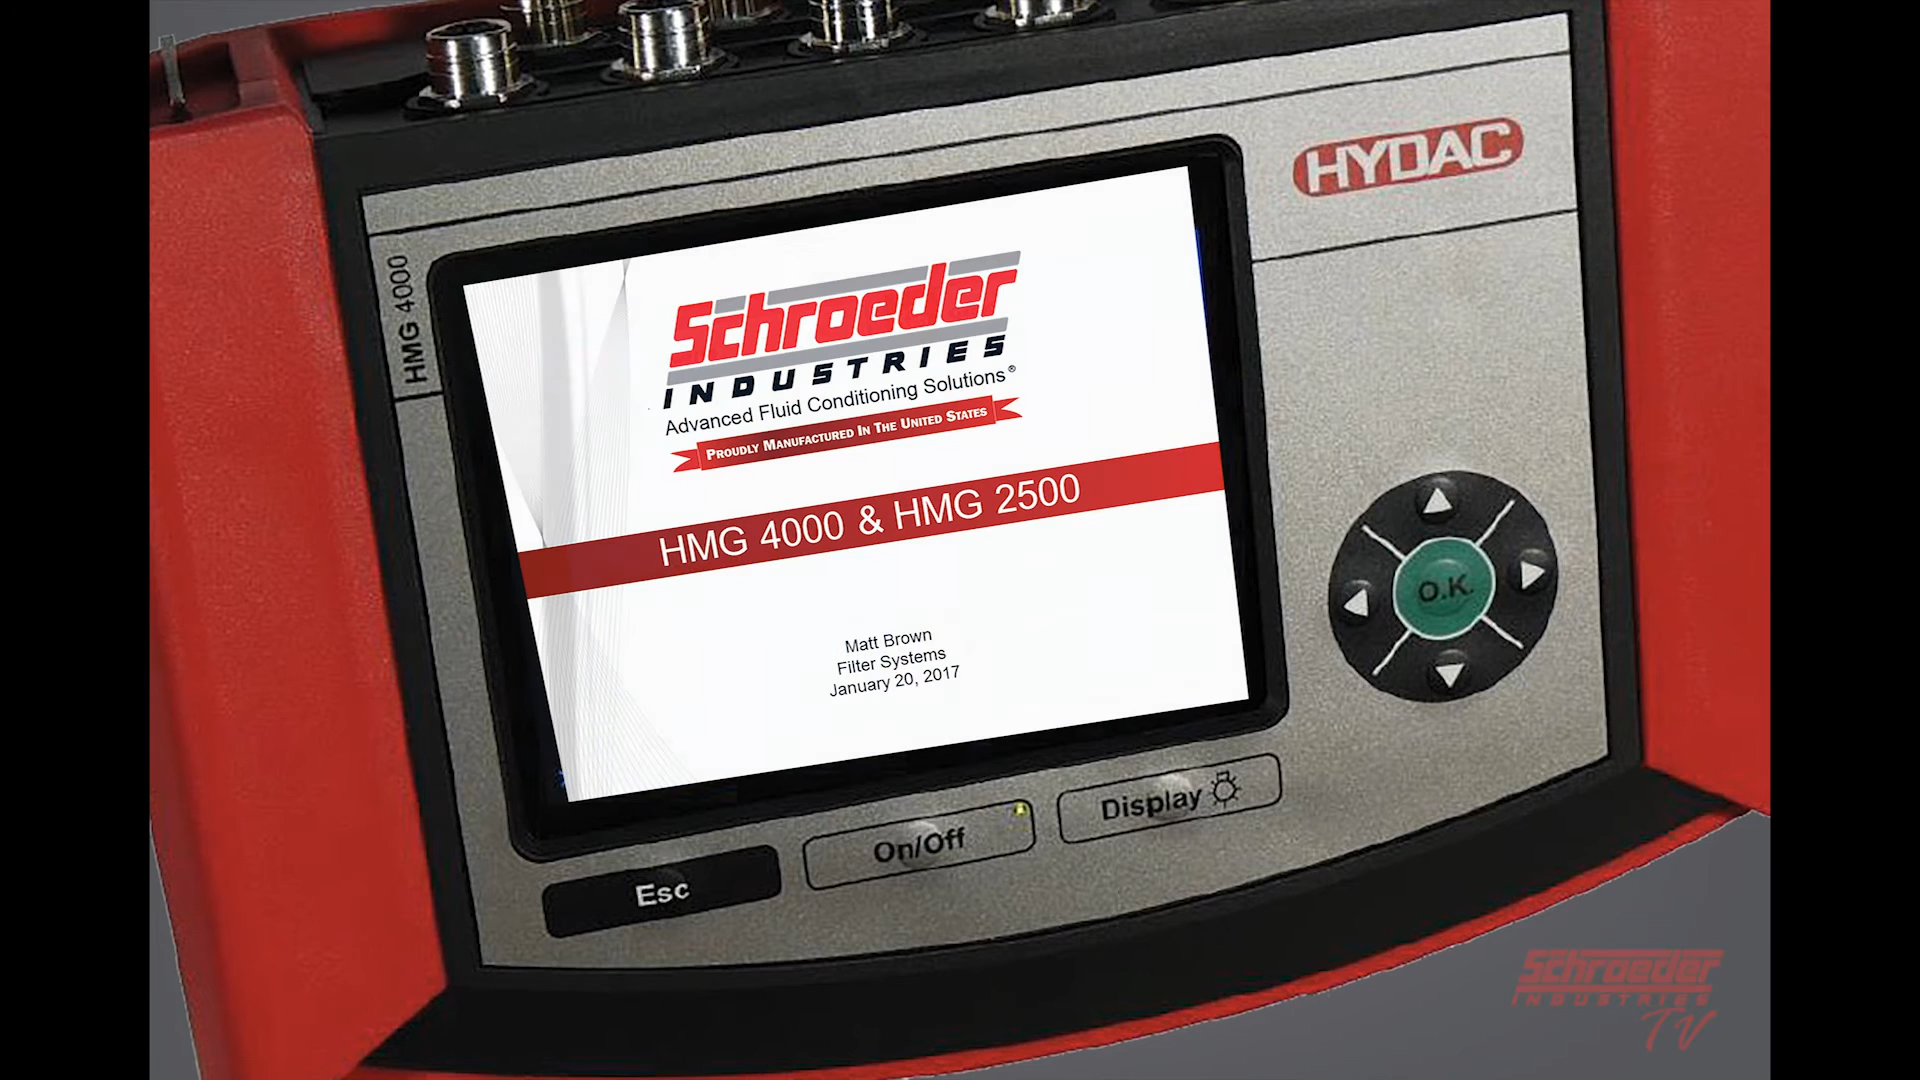 HYDAC
HMG 4000
Schroeder
INDUSTRIES
Advanced Fluid Conditioning Solutions®
PROUDLY MANUFACTURED IN THE UNITED STATES
HMG 4000 & HMG 2500
Matt Brown
Filter Systems
January 20, 2017
O.K.
Esc
On/Off
Display
Schroeder
INDUSTRIES
TV